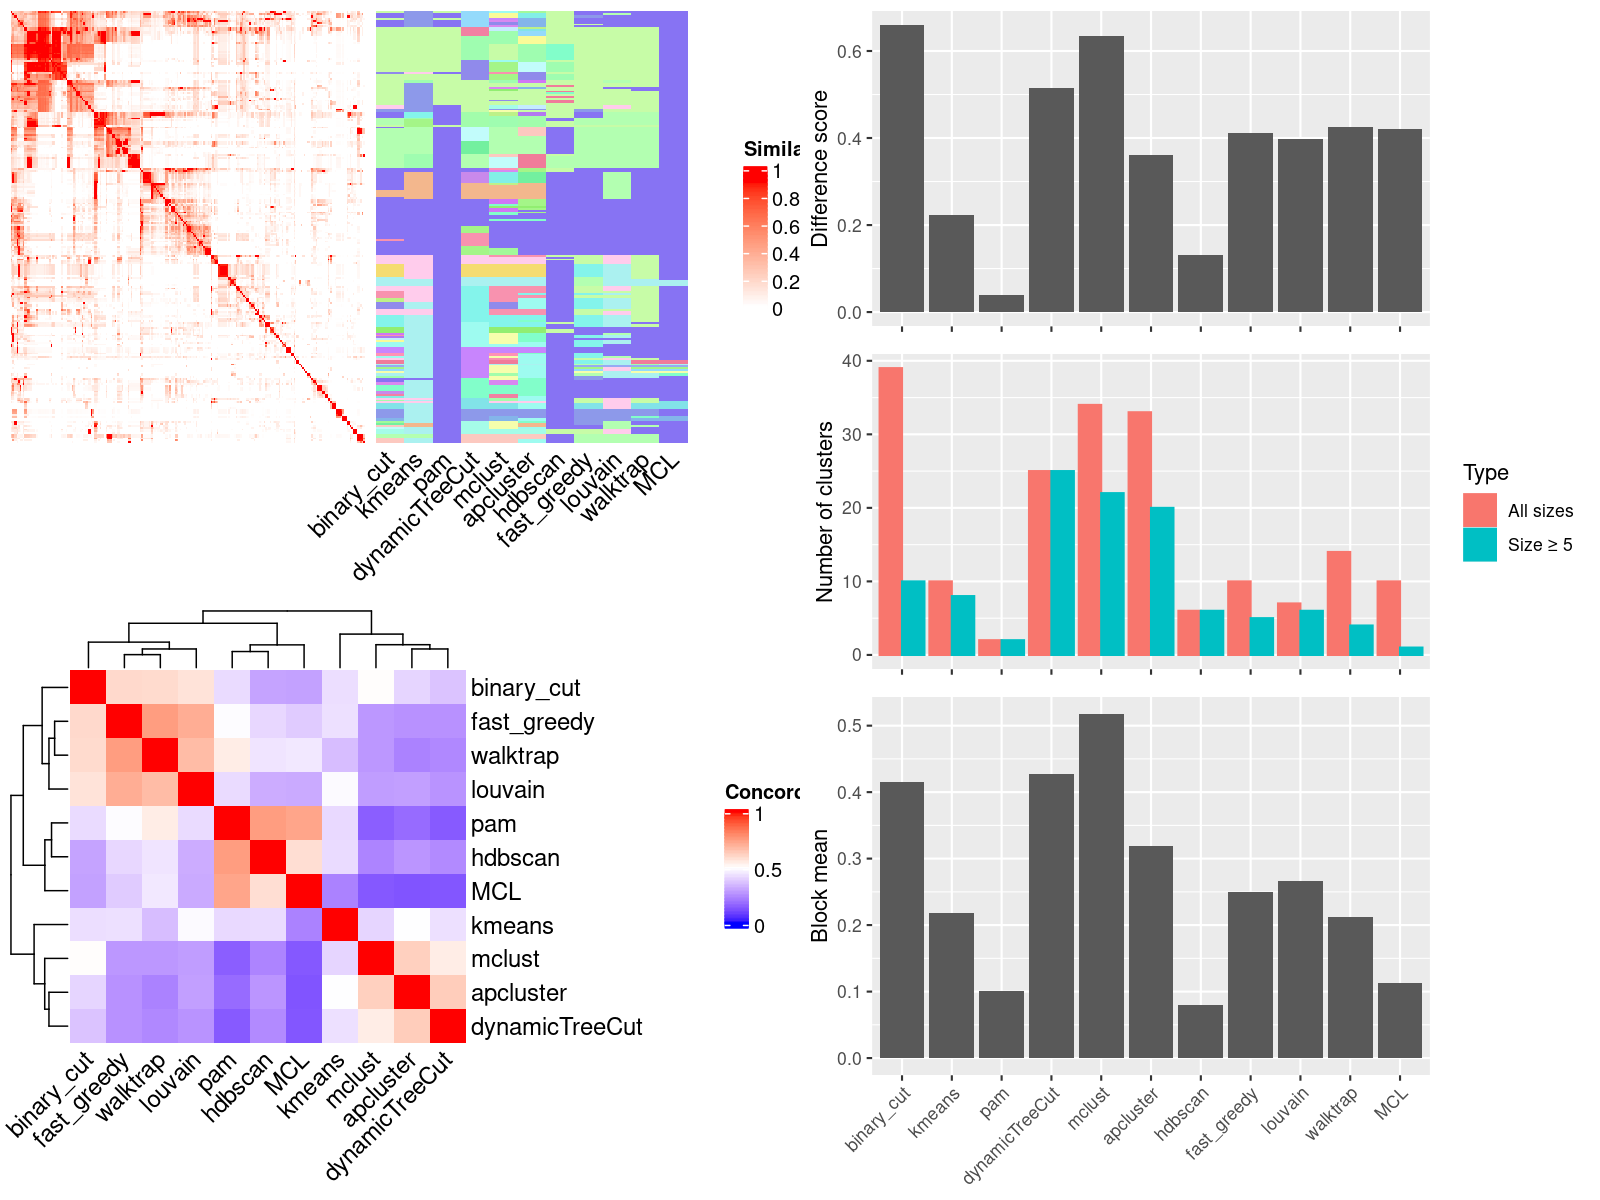 Simila
1
0.8
0.6
0.4
0.2
0
binary_cut
kmeans
pam
dynamicTreeCut
mclust
apcluster
hdbscan
fast_greedy
louvain
walktrap
MCL
binary_cut
fast_greedy
walktrap
louvain
pam
hdbscan
MCL
kmeans
mclust
apcluster
dynamicTreeCut
binary_cut
fast_greedy
walktrap
louvain
pam
hdbscan
MCL
kmeans
mclust
apcluster
dynamicTreeCut
Concord
1
0.5
0
Difference score
0.6
0.4
0.2
0.0
Number of clusters
40
30
20
10
0
Type
All sizes
Size ≥ 5
Block mean
0.5
0.4
0.3
0.2
0.1
0.0
binary_cut
kmeans
pam
dynamicTreeCut
mclust
apcluster
hdbscan
fast_greedy
louvain
walktrap
MCL